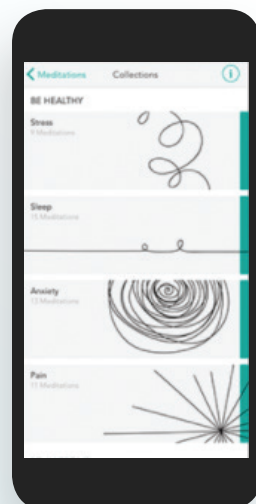 Meditations Collections
BE HEALTHY
Stress
9 Meditations
Sleep
15 Meditations
Anxiety
13 Meditations
Pain
11 Meditations